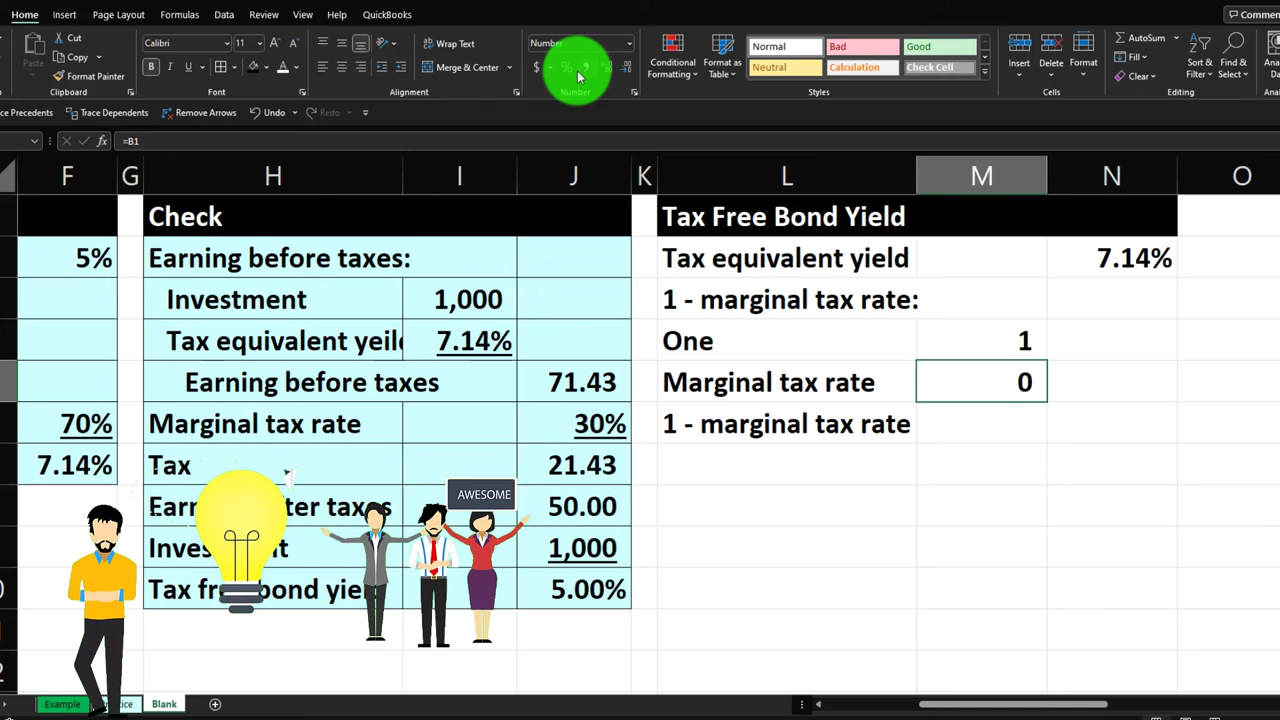 Home Insert Page Layout Formulas Data Review View Help QuickBooks
Cut
Copy
Format Painter
Paste
Clipboard
Calibri 11
Font
Wrap Text
Merge & Center
Alignment
Number
Number
Conditional Formatting
Format as Table
Normal Bad Good
Neutral Calculation Check Cell
Styles
Insert Delete Format
Cells
AutoSum
Fill
Clear
Sort & Filter
Find & Select
Editing
ce Precedents Trace Dependents Remove Arrows Undo Redo
fx =B1
F G H I J K L M N O
Check Tax Free Bond Yield
5% Earning before taxes: Tax equivalent yield 7.14%
Investment 1,000 1 - marginal tax rate:
Tax equivalent yeild 7.14% One 1
Earning before taxes 71.43 Marginal tax rate 0
70% Marginal tax rate 30% 1 - marginal tax rate
7.14% Tax 21.43
AWESOME
50.00
1,000
5.00%
Example Blank